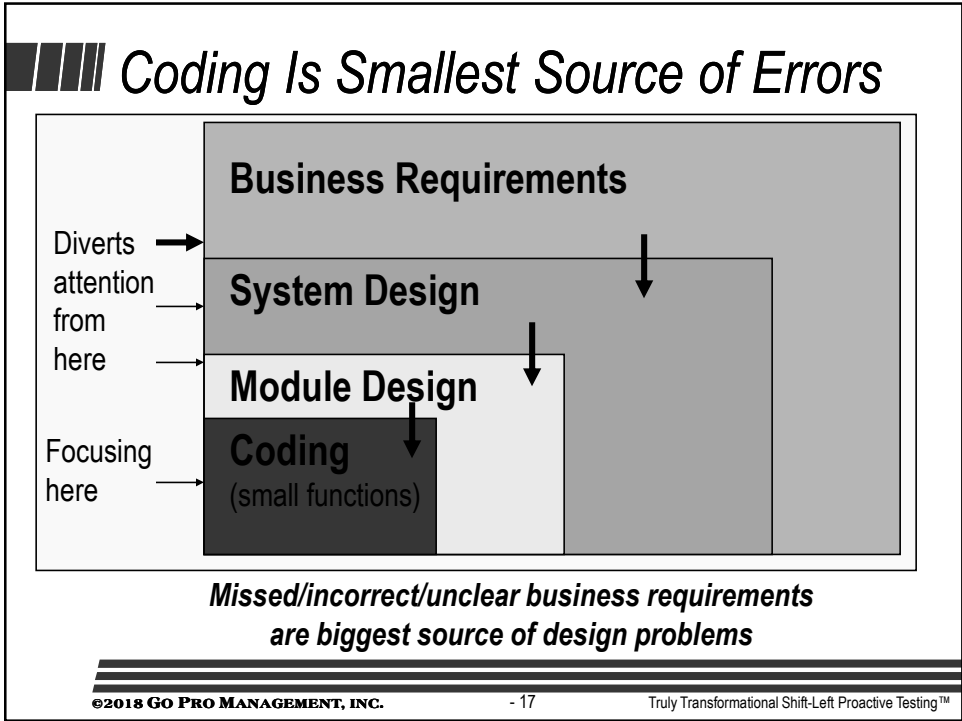 Coding Is Smallest Source of Errors
Business Requirements
Diverts
attention
from
here
System Design
Module Design
Focusing
here
Coding
(small functions)
Missed/incorrect/unclear business requirements
are biggest source of design problems
©2018 GO PRO MANAGEMENT, INC.
- 17
Truly Transformational Shift-Left Proactive Testing™